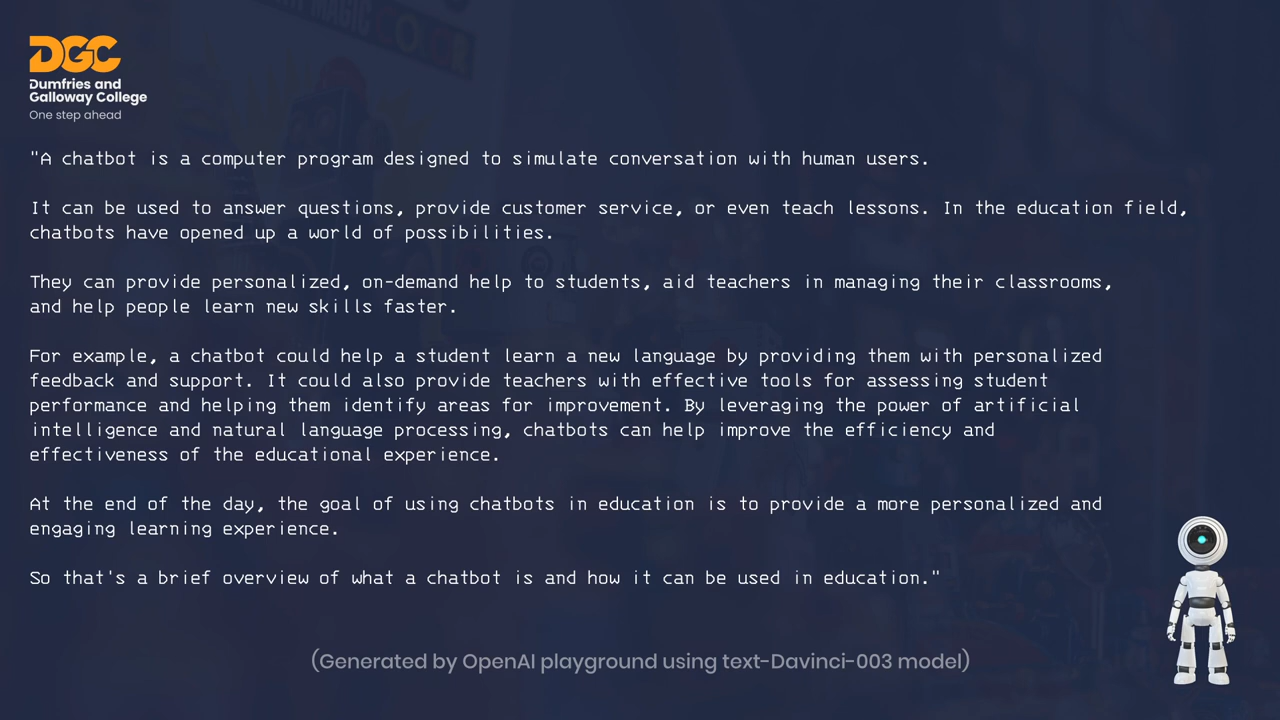 DGC
Dumfries and
Galloway College
One step ahead
"A chatbot is a computer program designed to simulate conversation with human users.
It can be used to answer questions, provide customer service, or even teach lessons. In the education field,
chatbots have opened up a world of possibilities.
They can provide personalized, on-demand help to students, aid teachers in managing their classrooms,
and help people learn new skills faster.
For example, a chatbot could help a student learn a new language by providing them with personalized
feedback and support. It could also provide teachers with effective tools for assessing student
performance and helping them identify areas for improvement. By leveraging the power of artificial
intelligence and natural language processing, chatbots can help improve the efficiency and
effectiveness of the educational experience.
At the end of the day, the goal of using chatbots in education is to provide a more personalized and
engaging learning experience.
So that's a brief overview of what a chatbot is and how it can be used in education."
(Generated by OpenAI playground using text-Davinci-003 model)